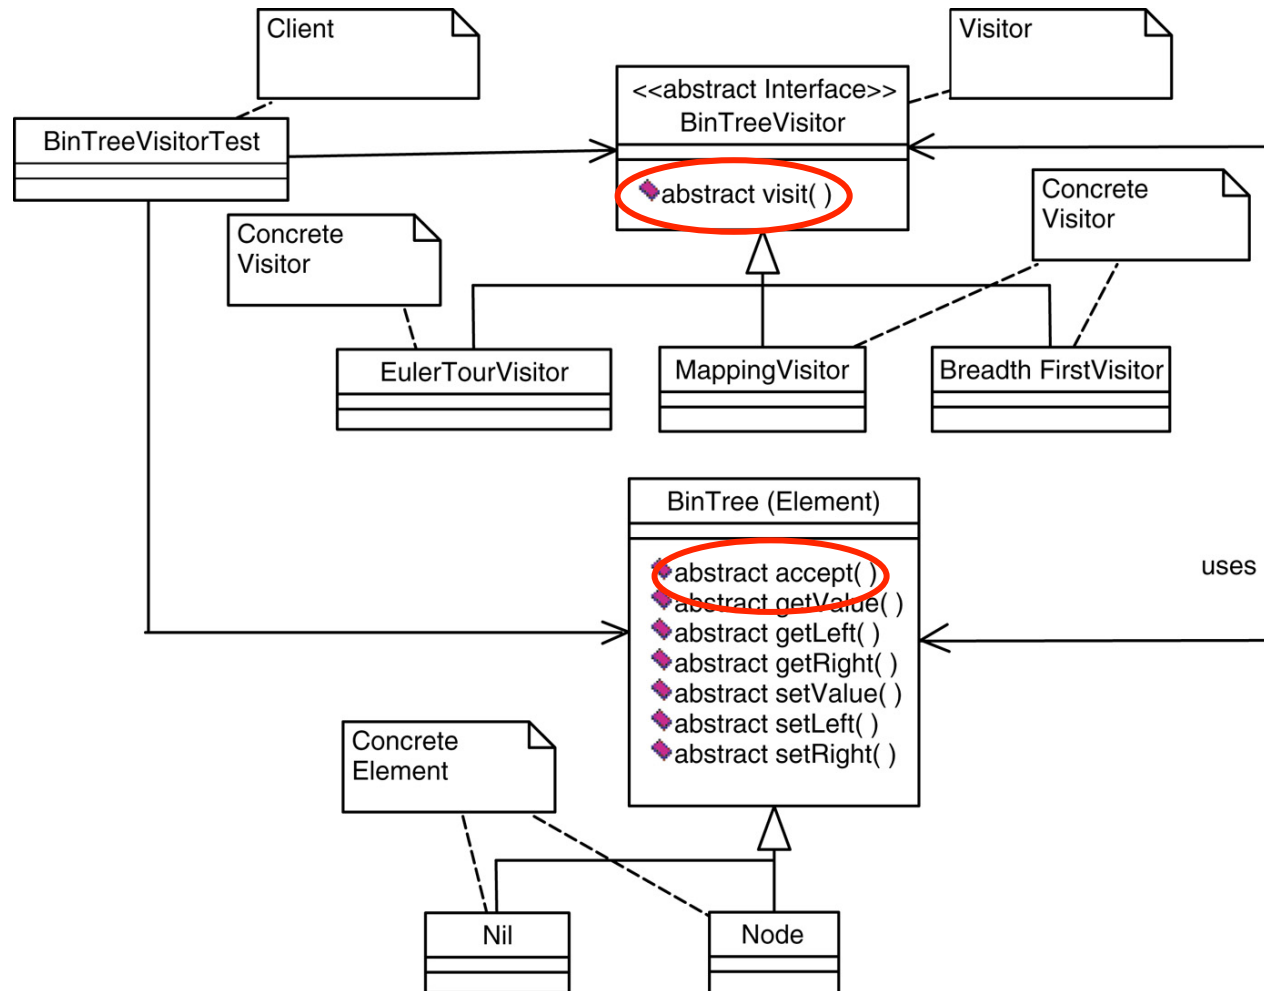 Client
Visitor
<<abstract Interface>>
BinTreeVisitor
BinTreeVisitorTest
abstract visit( )
Concrete
Visitor
Concrete
Visitor
EulerTourVisitor
MappingVisitor
Breadth FirstVisitor
BinTree (Element)
abstract accept( )
uses
abstract getValue( )
abstract getLeft( )
abstract getRight( )
abstract setValue( )
abstract setLeft( )
abstract setRight( )
Concrete
Element
Nil
Node